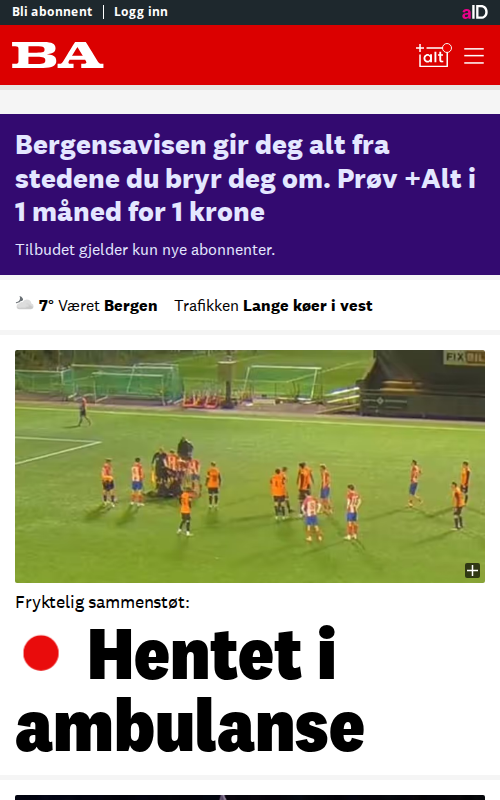 Bli abonnent | Logg inn
aID
BA
+alt
Bergensavisen gir deg alt fra
stedene du bryr deg om. Prøv +Alt i
1 måned for 1 krone
Tilbudet gjelder kun nye abonnenter.
7° Været Bergen Trafikken Lange køer i vest
FIX
Fryktelig sammenstøt:
Hentet i
ambulanse